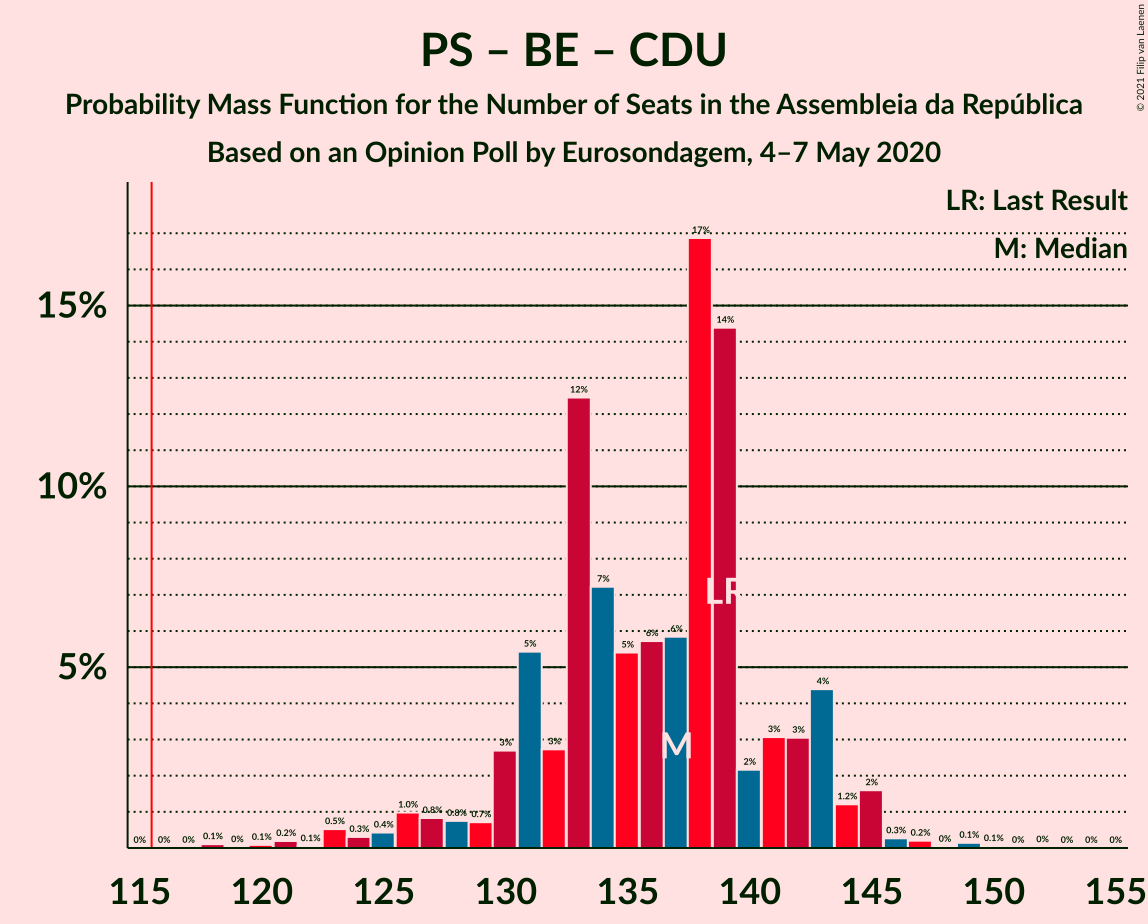 PS – BE – CDU
Probability Mass Function for the Number of Seats in the Assembleia da República
Based on an Opinion Poll by Eurosondagem, 4–7 May 2020
© 2021 Filip van Laenen
LR: Last Result
M: Median
15%
10%
5%
0% 0% 0% 0.1% 0% 0.1% 0.2% 0.1% 0.5% 0.3% 0.4% 1.0% 0.8% 0.8% 0.7% 3% 5% 3% 12% 7% 5% 6% 6% 17% 14% 2% 3% 3% 4% 1.2% 2% 0.3% 0.2% 0% 0.1% 0.1% 0% 0% 0% 0% 0%
LR
M
115 120 125 130 135 140 145 150 155